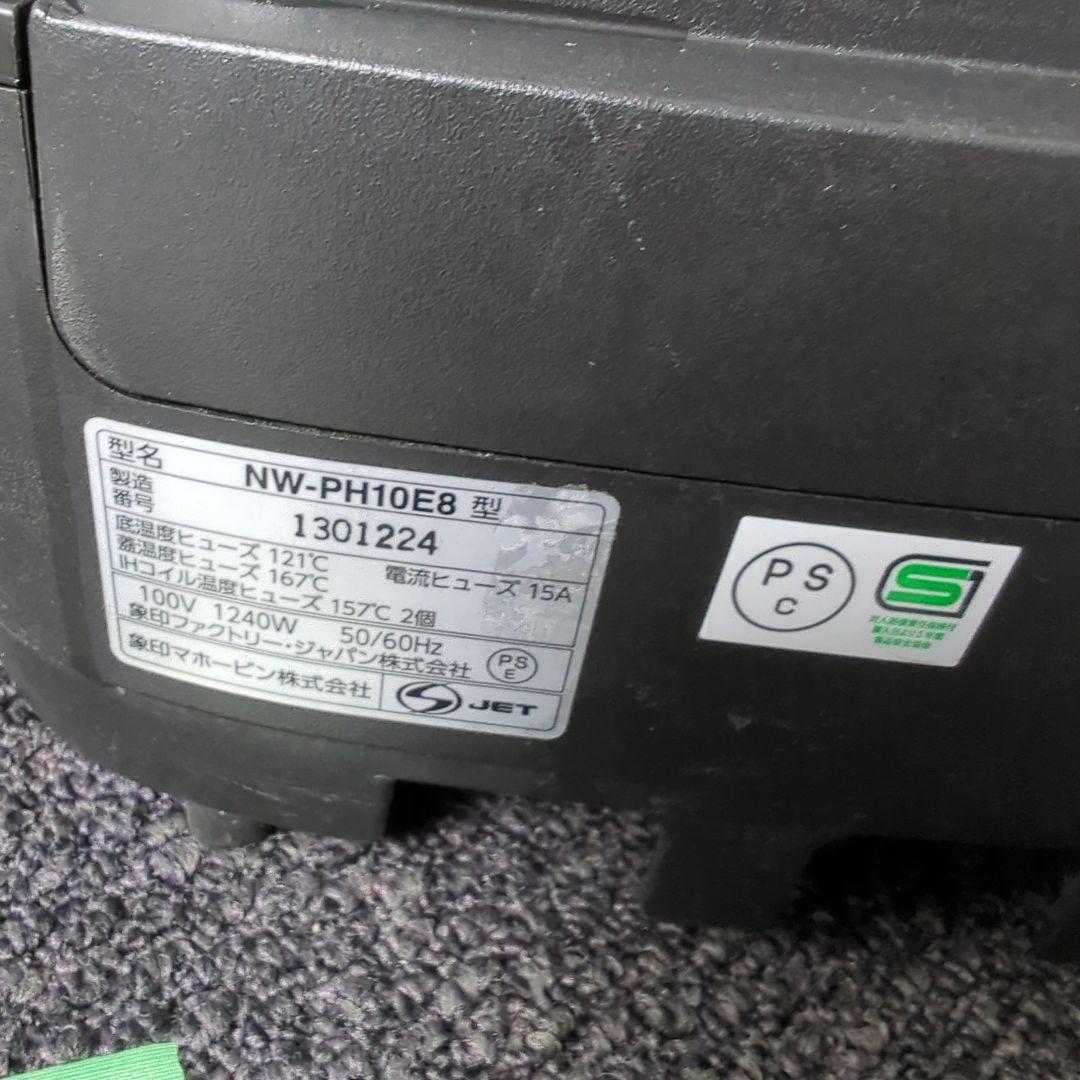 型名 NW-PH10E8 型
製造番号 1301224
底温度ヒューズ 121℃ 電流ヒューズ 15A
蓋温度ヒューズ 167℃
IHコイル温度ヒューズ 157℃ 2個
100V 1240W 50/60Hz
象印ファクトリー・ジャパン株式会社 PS E
象印マホービン株式会社 JET
PS C
SG